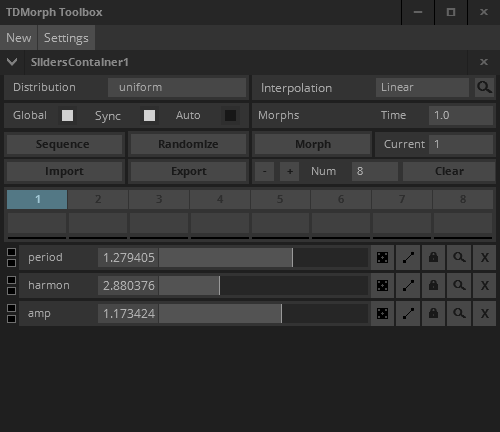 TDMorph Toolbox
New Settings
SlidersContainer1
Distribution uniform Interpolation Linear
Global Sync Auto Morphs Time 1.0
Sequence Randomize Morph Current 1
Import Export - + Num 8 Clear
1 2 3 4 5 6 7 8
period 1.279405 X
harmon 2.880376 X
amp 1.173424 X